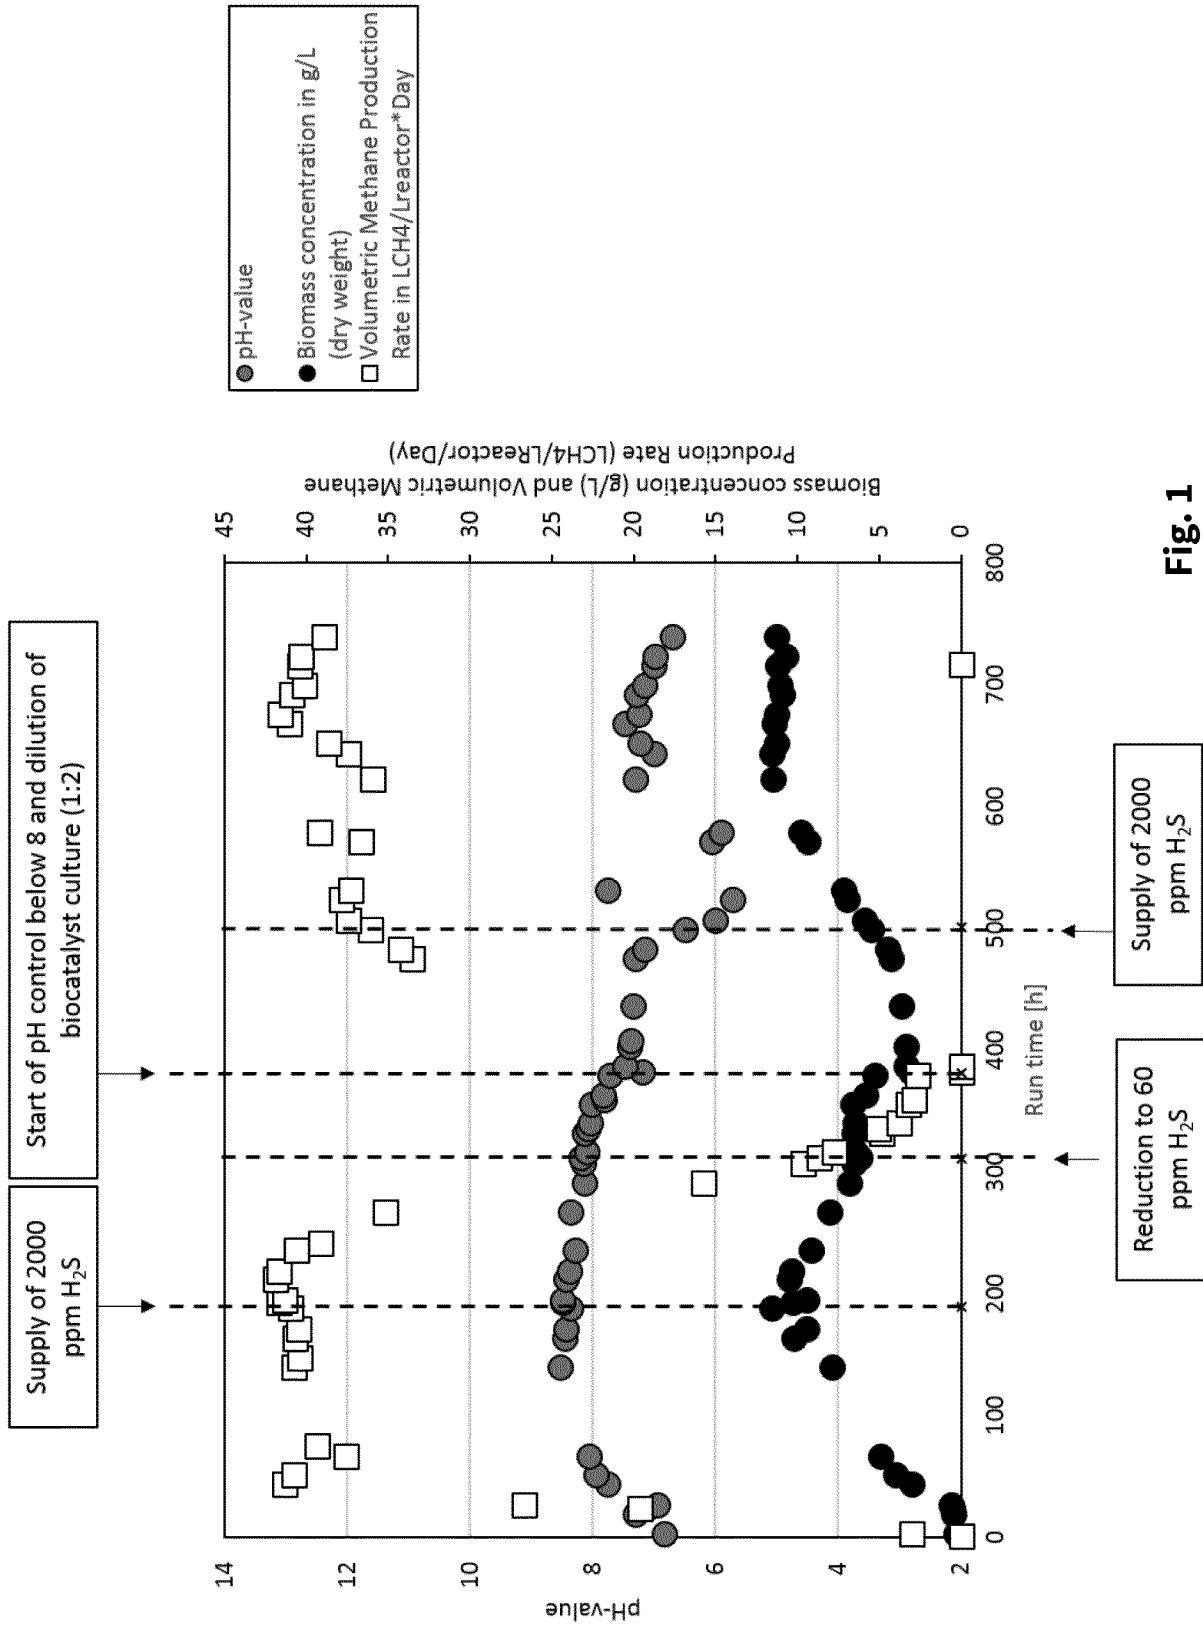 Supply of 2000
ppm H₂S
Start of pH control below 8 and dilution of
biocatalyst culture (1:2)
pH-value
14
12
10
8
6
4
2
45
40
35
30
25
20
15
10
5
0
Biomass concentration (g/L) and Volumetric Methane
Production Rate (LCH4/LReactor/Day)
0
100
200
300
400
500
600
700
800
Run time [h]
Reduction to 60
ppm H₂S
Supply of 2000
ppm H₂S
pH-value
Biomass concentration in g/L
(dry weight)
Volumetric Methane Production
Rate in LCH4/Lreactor*Day
Fig. 1